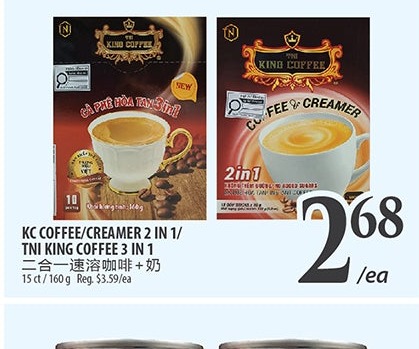 N
TNI
KING COFFEE
NEW
CÀ PHÊ HÒA TAN 3in1
10
N
TNI
KING COFFEE
COFFEE & CREAMER
2in1
KC COFFEE/CREAMER 2 IN 1/
TNI KING COFFEE 3 IN 1
二合一速溶咖啡+奶
15 ct / 160 g Reg. $3.59/ea
2 68
/ea